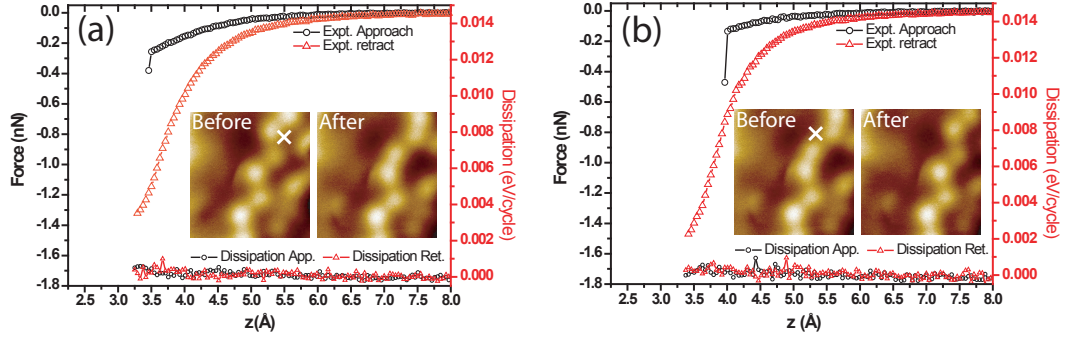 (a)
Expt. Approach
Expt. retract
Before
After
Dissipation App.
Dissipation Ret.
0.0
-0.2
-0.4
-0.6
-0.8
-1.0
-1.2
-1.4
-1.6
-1.8
Force (nN)
0.014
0.012
0.010
0.008
0.006
0.004
0.002
0.000
Dissipation (eV/cycle)
2.5 3.0 3.5 4.0 4.5 5.0 5.5 6.0 6.5 7.0 7.5 8.0
z (Å)
(b)
Expt. Approach
Expt. retract
Before
After
Dissipation App.
Dissipation Ret.
0.0
-0.2
-0.4
-0.6
-0.8
-1.0
-1.2
-1.4
-1.6
-1.8
Force (nN)
0.014
0.012
0.010
0.008
0.006
0.004
0.002
0.000
Dissipation (eV/cycle)
2.5 3.0 3.5 4.0 4.5 5.0 5.5 6.0 6.5 7.0 7.5 8.0
z (Å)